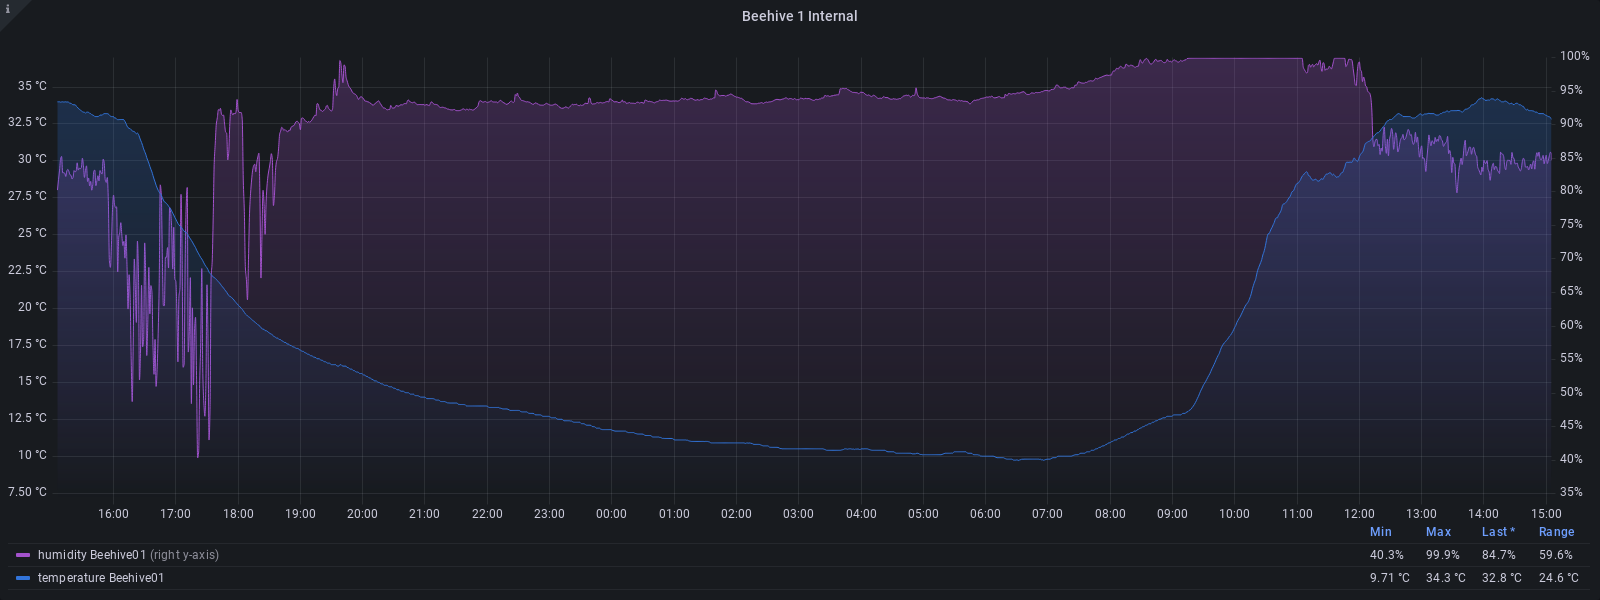 i
Beehive 1 Internal
35 °C
32.5 °C
30 °C
27.5 °C
25 °C
22.5 °C
20 °C
17.5 °C
15 °C
12.5 °C
10 °C
7.50 °C
100%
95%
90%
85%
80%
75%
70%
65%
60%
55%
50%
45%
40%
35%
16:00 17:00 18:00 19:00 20:00 21:00 22:00 23:00 00:00 01:00 02:00 03:00 04:00 05:00 06:00 07:00 08:00 09:00 10:00 11:00 12:00 13:00 14:00 15:00
Min Max Last * Range
humidity Beehive01 (right y-axis) 40.3% 99.9% 84.7% 59.6%
temperature Beehive01 9.71 °C 34.3 °C 32.8 °C 24.6 °C